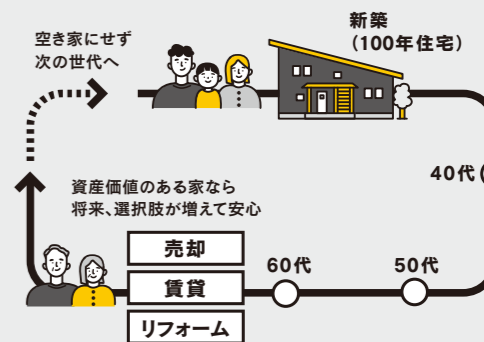 空き家にせず
次の世代へ
新築
（100年住宅）
40代
資産価値のある家なら
将来、選択肢が増えて安心
売却
賃貸
リフォーム
60代
50代